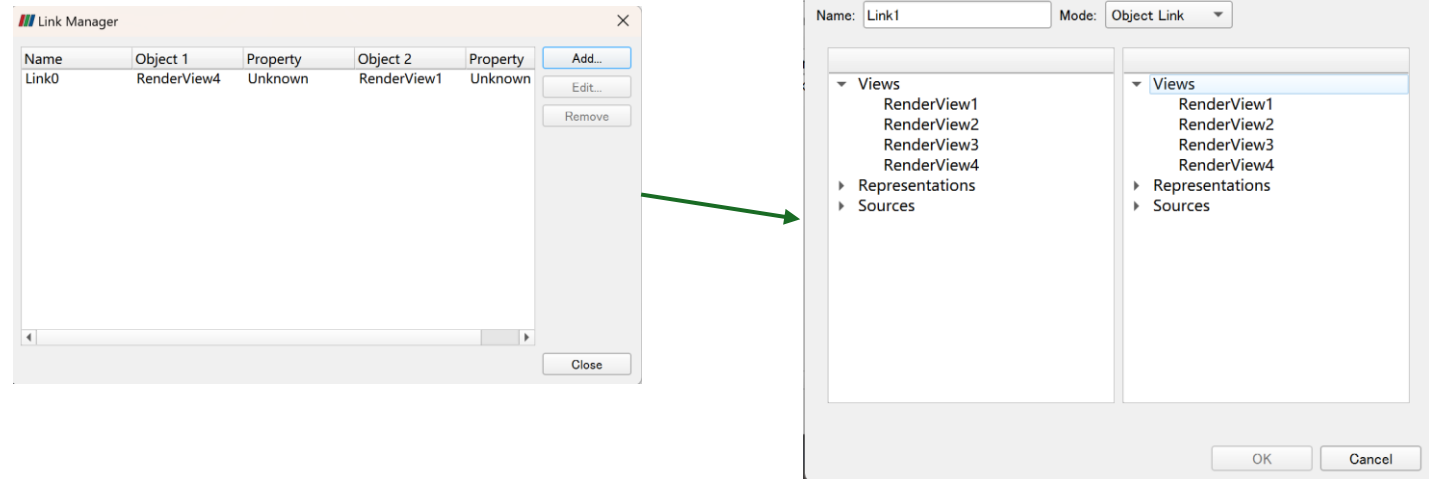 Link Manager
Name Object 1 Property Object 2 Property
Link0 RenderView4 Unknown RenderView1 Unknown
Add...
Edit...
Remove
Close
Name: Link1 Mode: Object Link
Views
RenderView1
RenderView2
RenderView3
RenderView4
Representations
Sources
Views
RenderView1
RenderView2
RenderView3
RenderView4
Representations
Sources
OK Cancel